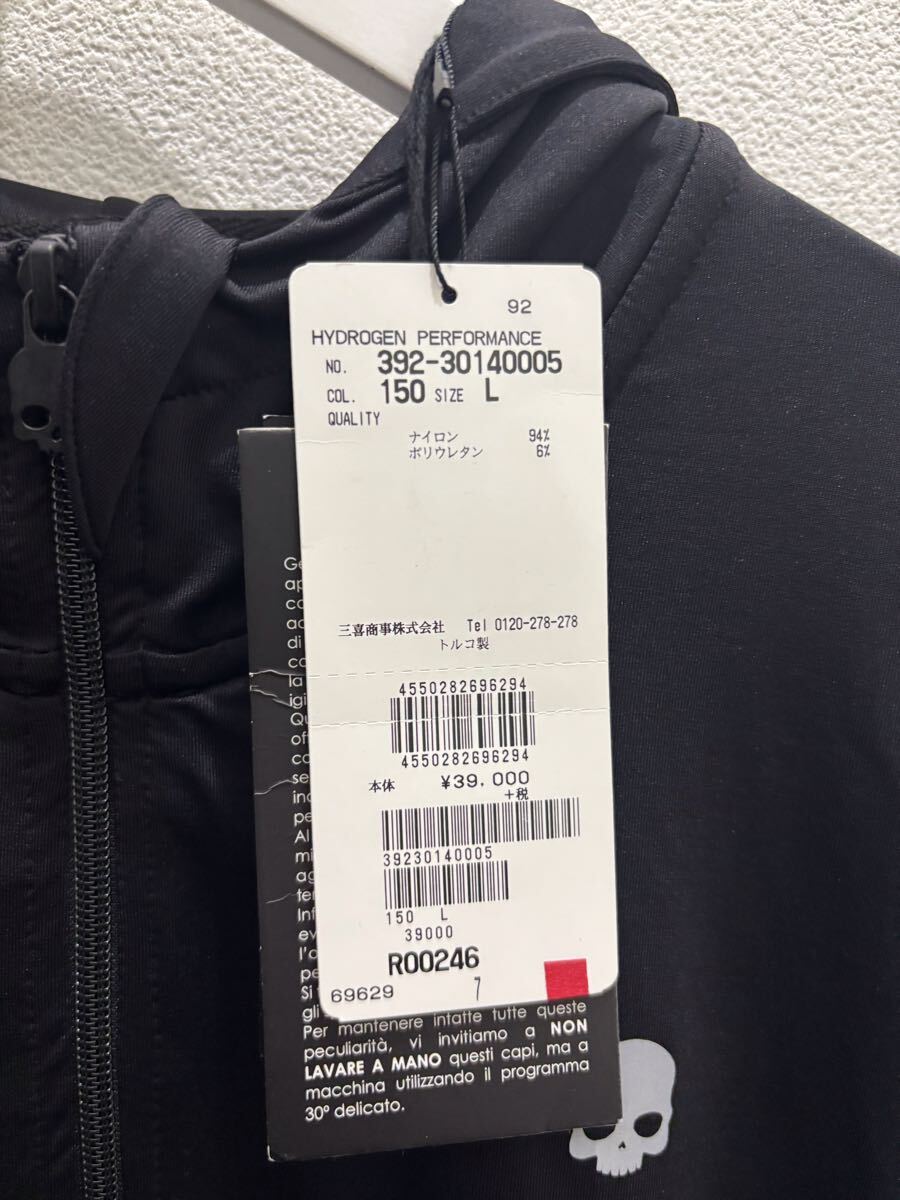 92
HYDROGEN PERFORMANCE
NO. 392-30140005
COL. 150 SIZE L
QUALITY
ナイロン 94%
ポリウレタン 6%
三喜商事株式会社 Tel 0120-278-278
トルコ製
4550282696294
4550282696294
本体 ¥39,000
+税
39230140005
150 L
39000
R00246
69629 7
Per mantenere intatte tutte queste
peculiarità, vi invitiamo a NON
LAVARE A MANO questi capi, ma a
macchina utilizzando il programma
30° delicato.